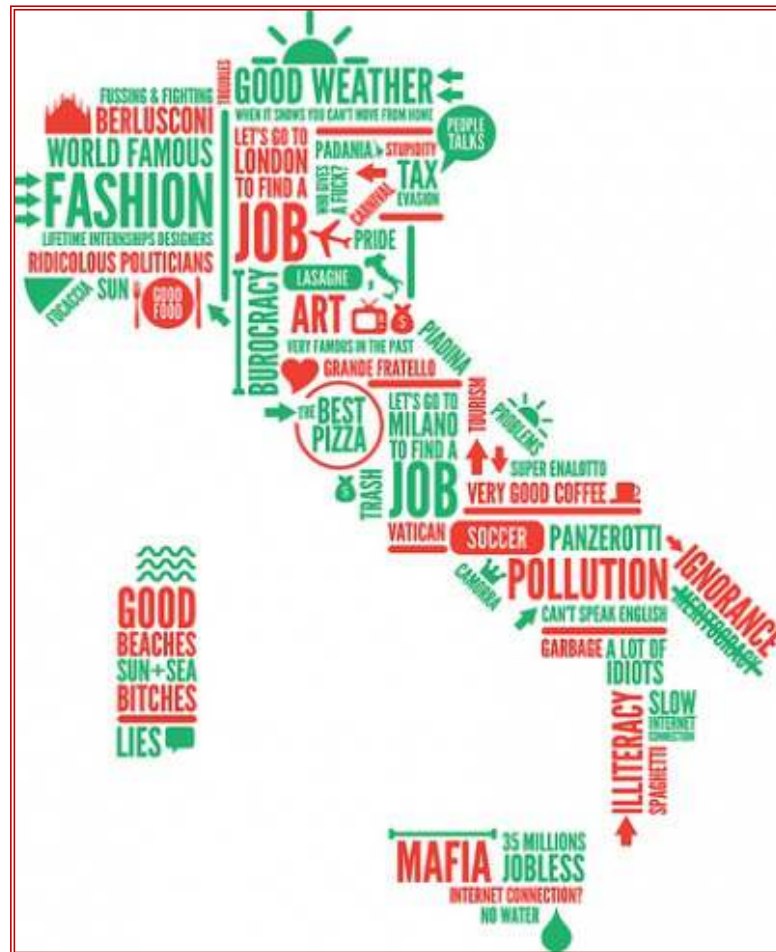 TROUBLES
GOOD WEATHER
WHEN IT SNOWS YOU CAN'T MOVE FROM HOME
FUSSING & FIGHTING
BERLUSCONI
WORLD FAMOUS
FASHION
LIFETIME INTERNSHIPS DESIGNERS
RIDICOLOUS POLITICIANS
FOCACCIA
SUN
GOOD
FOOD
LET'S GO TO
LONDON
TO FIND A
JOB
PADANIA
STUPIDITY
PEOPLE
TALKS
WHO GIVES
A FUCK?
CARNIVAL
TAX
EVASION
PRIDE
BUROCRACY
LASAGNE
ART
VERY FAMOUS IN THE PAST
GRANDE FRATELLO
PIADINA
THE BEST
PIZZA
LET'S GO TO
MILANO
TO FIND A
JOB
TOURISM
PROBLEMS
TRASH
SUPER ENALOTTO
VERY GOOD COFFEE
VATICAN
SOCCER
PANZEROTTI
CAMORRA
POLLUTION
IGNORANCE
MERITOCRACY
CAN'T SPEAK ENGLISH
GARBAGE A LOT OF
IDIOTS
GOOD
BEACHES
SUN+SEA
BITCHES
LIES
ILLITERACY
SLOW
INTERNET
CONNECTION
SPAGHETTI
MAFIA
35 MILLIONS
JOBLESS
INTERNET CONNECTION?
NO WATER